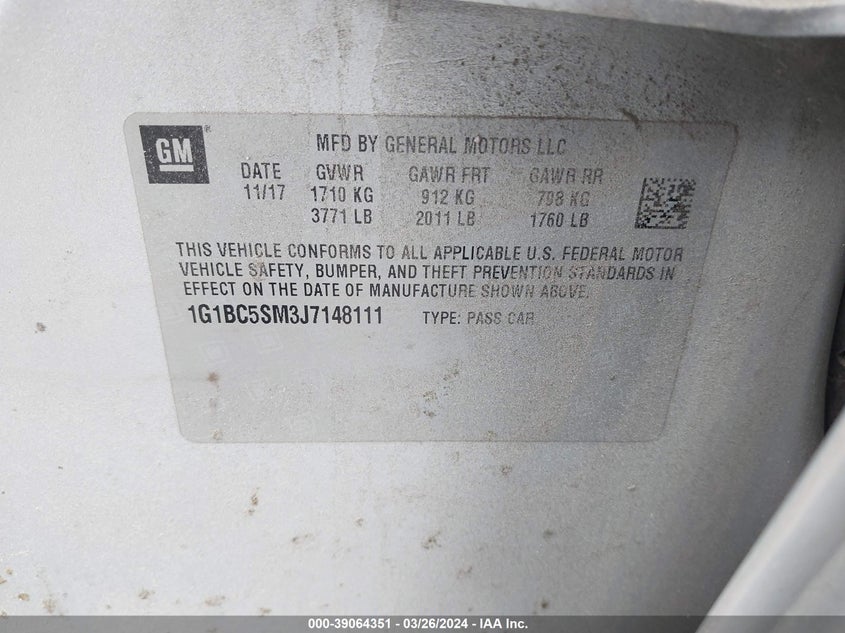 GM
MFD BY GENERAL MOTORS LLC
DATE GVWR GAWR FRT GAWR RR
11/17 1710 KG 912 KG 798 KG
3771 LB 2011 LB 1760 LB
THIS VEHICLE CONFORMS TO ALL APPLICABLE U.S. FEDERAL MOTOR
VEHICLE SAFETY, BUMPER, AND THEFT PREVENTION STANDARDS IN
EFFECT ON THE DATE OF MANUFACTURE SHOWN ABOVE.
1G1BC5SM3J7148111 TYPE: PASS CAR
000-39064351 / 03/26/2024 - IAA Inc.